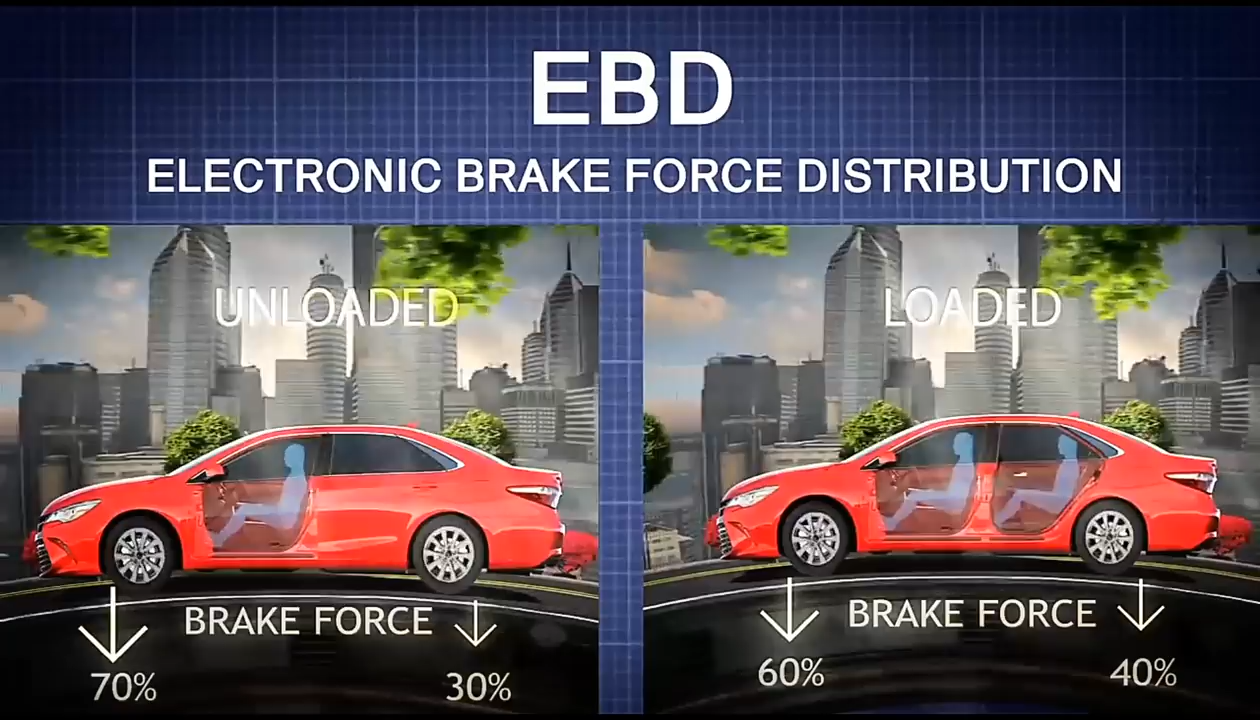 EBD
ELECTRONIC BRAKE FORCE DISTRIBUTION
UNLOADED
BRAKE FORCE
70%
30%
LOADED
BRAKE FORCE
60%
40%